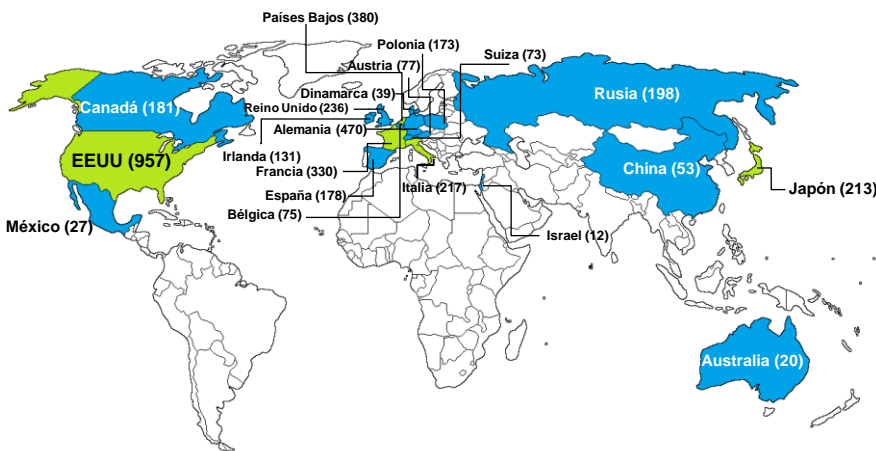 Países Bajos (380)
Polonia (173)
Suiza (73)
Austria (77)
Dinamarca (39)
Canadá (181)
Reino Unido (236)
Rusia (198)
Alemania (470)
EEUU (957)
Irlanda (131)
Francia (330)
China (53)
España (178)
Italia (217)
Japón (213)
Bélgica (75)
México (27)
Israel (12)
Australia (20)